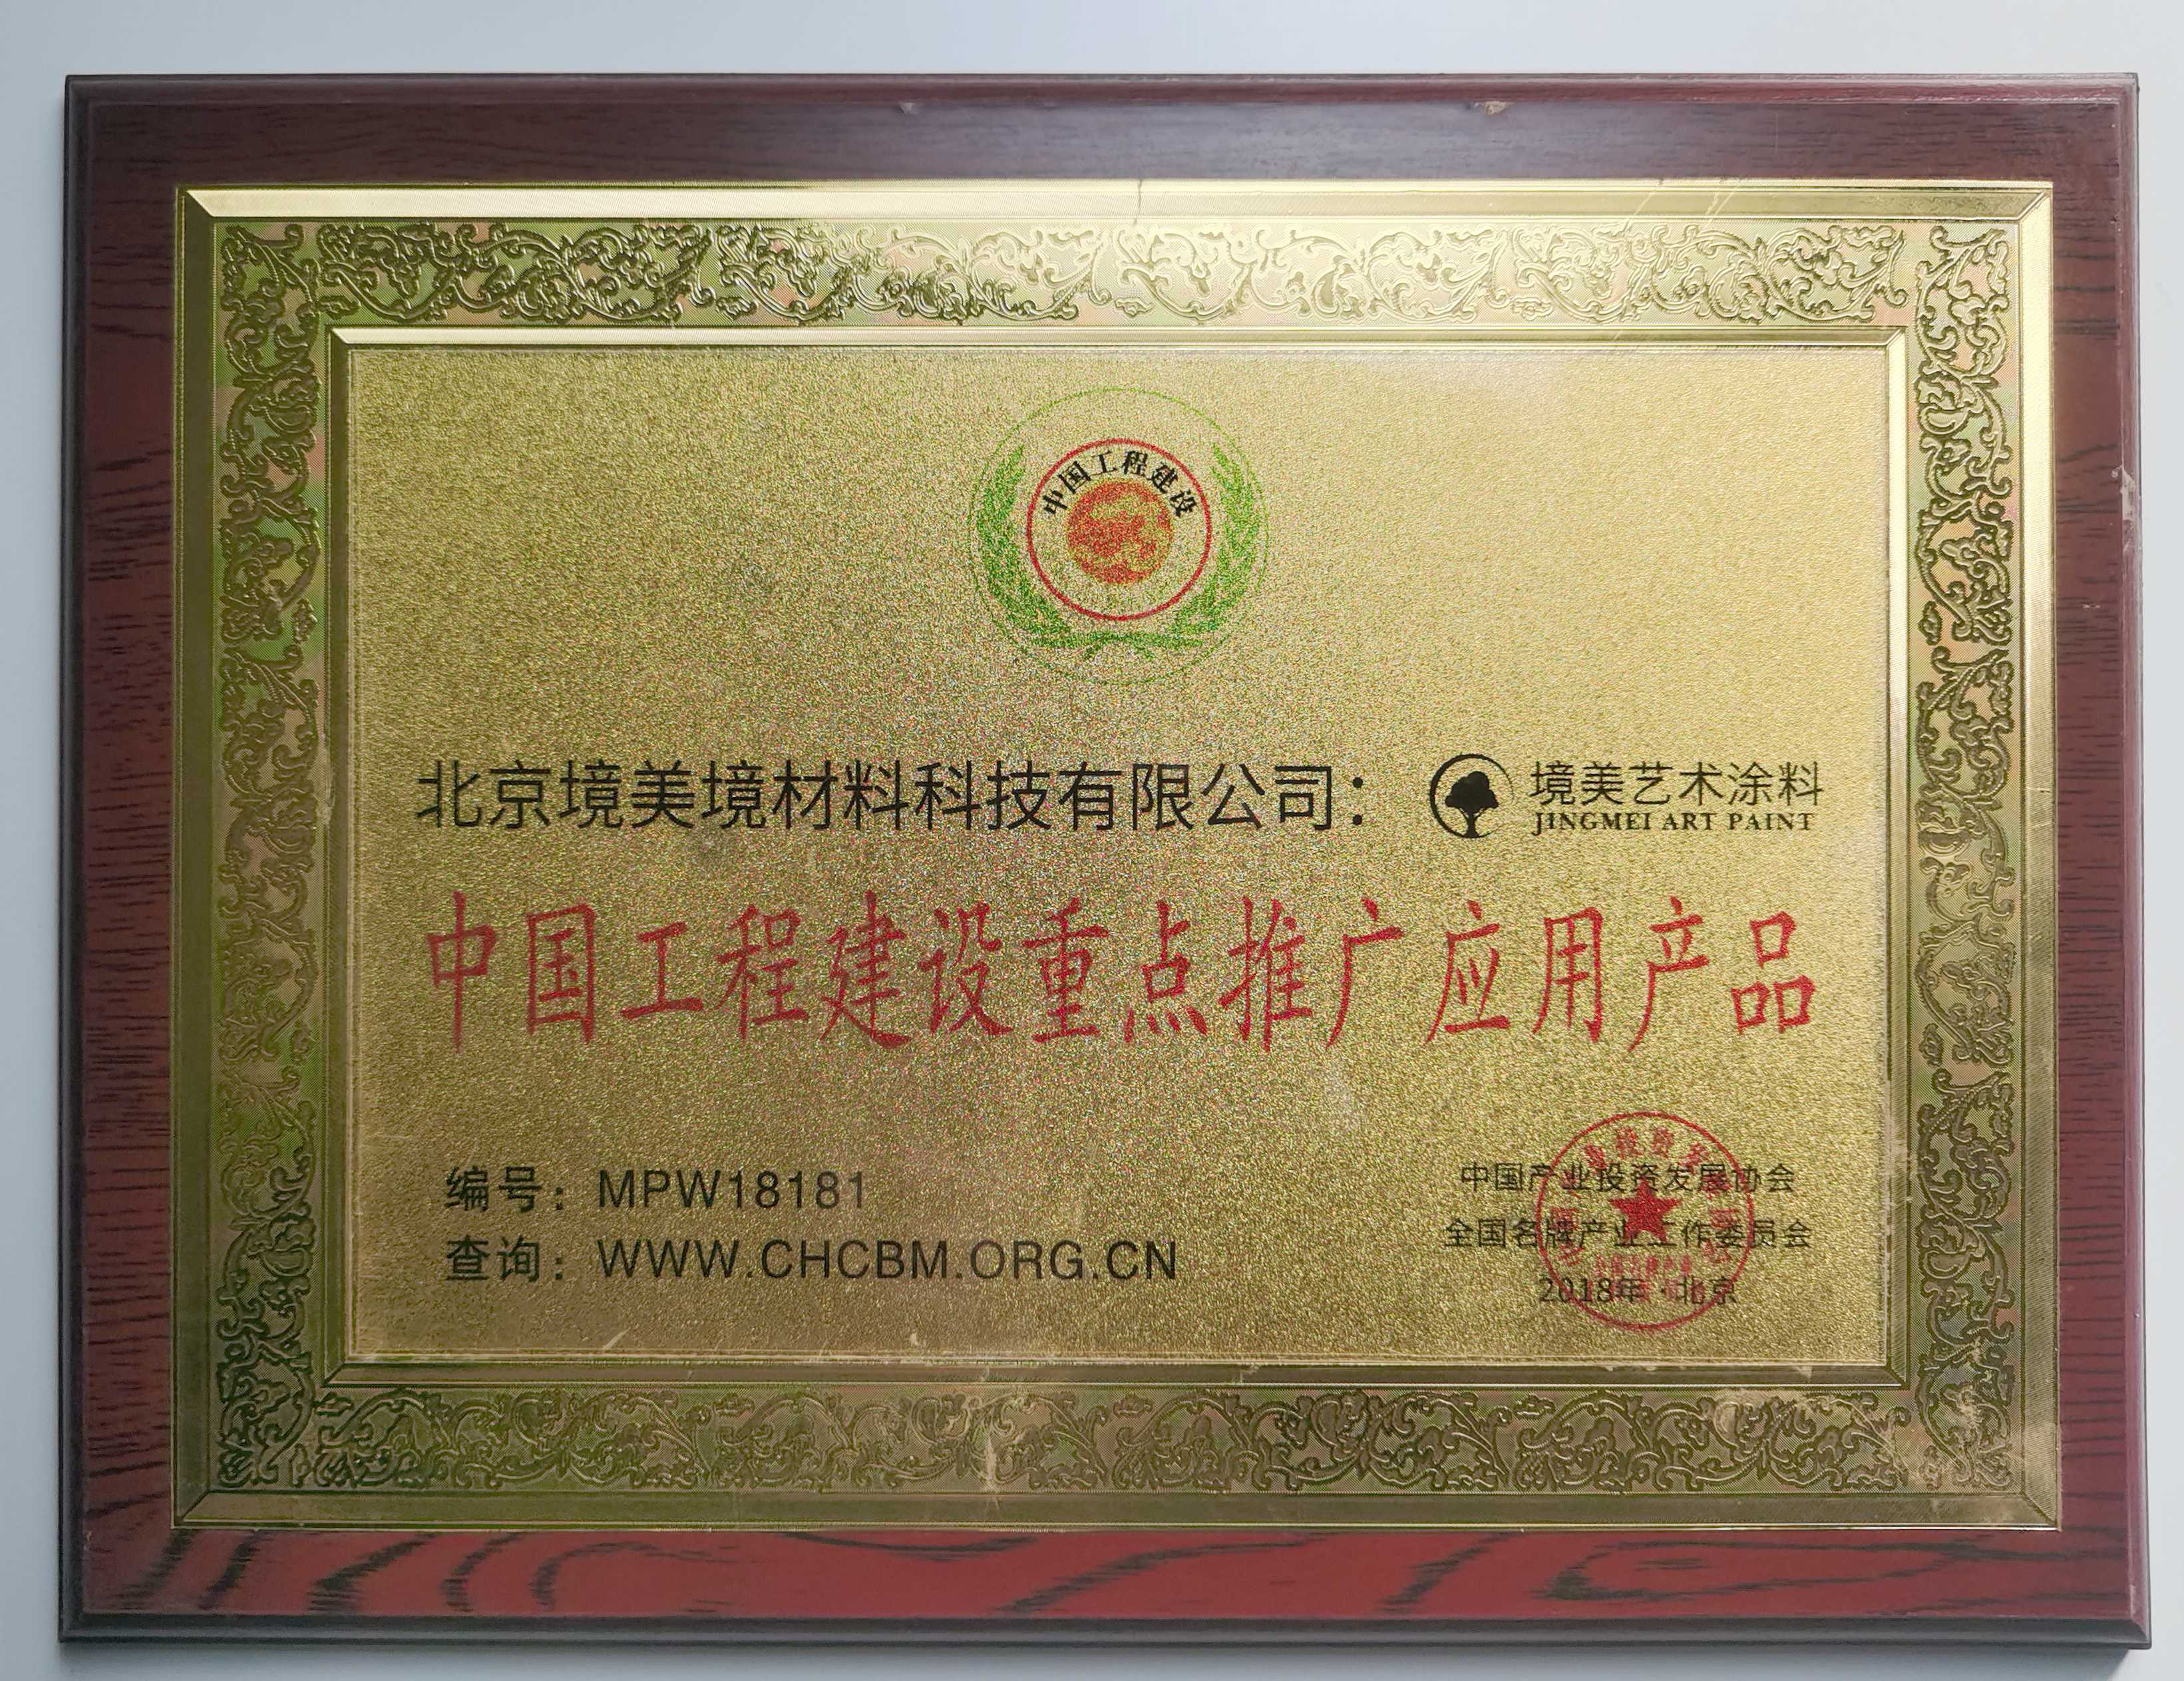 中国工程建设
北京境美境材料科技有限公司：
境美艺术涂料
JINGMEI ART PAINT
中国工程建设重点推广应用产品
编号：MPW18181
查询：WWW.CHCBM.ORG.CN
中国产业投资发展协会
全国名牌产业工作委员会
2018年·北京